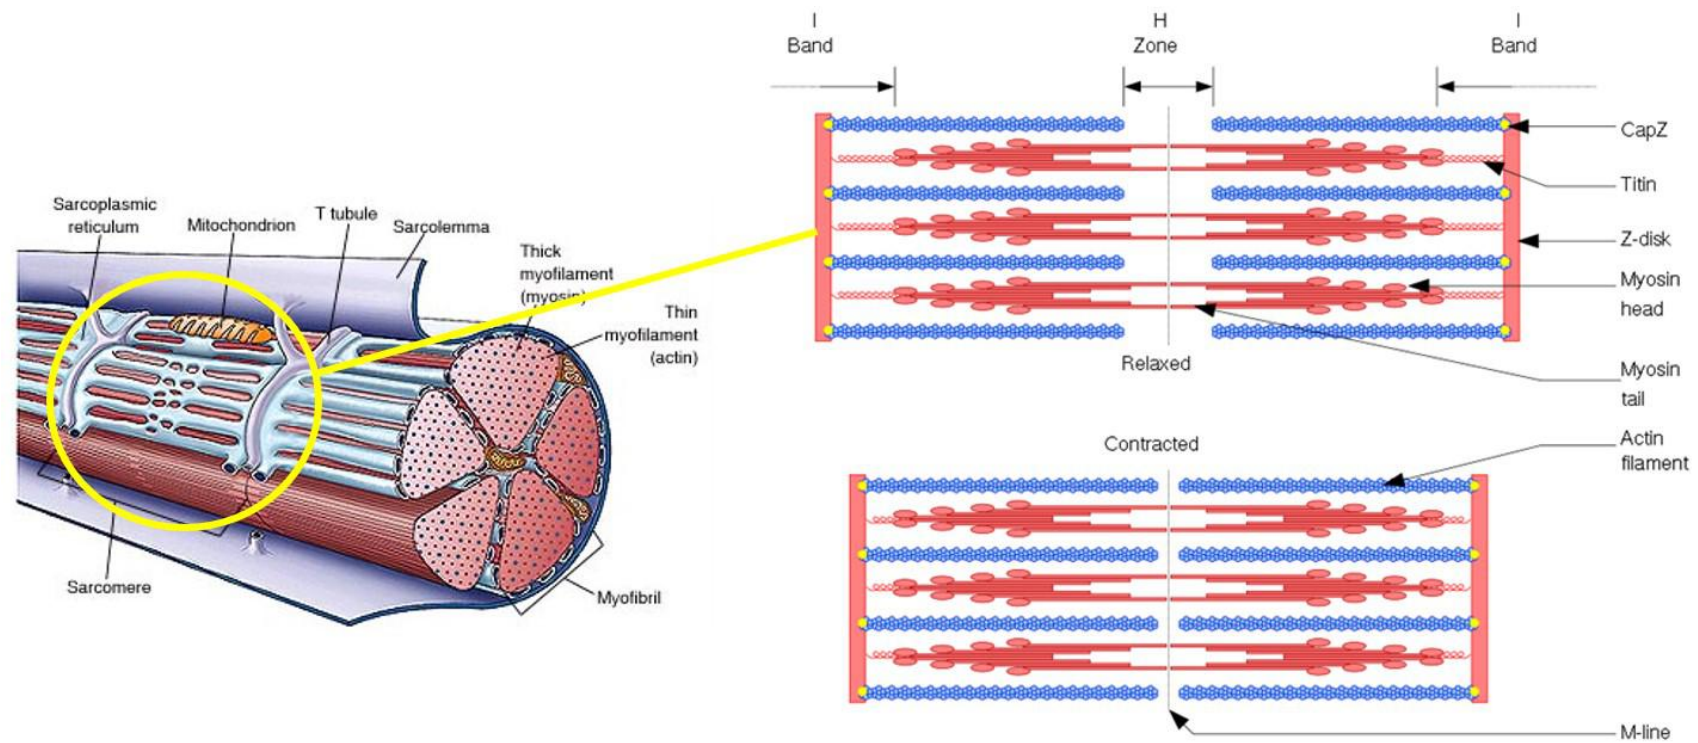 Sarcoplasmic
reticulum
Mitochondrion
T tubule
Sarcolemma
Thick
myofilament
(myosin)
Thin
myofilament
(actin)
Sarcomere
Myofibril
I
Band
H
Zone
I
Band
CapZ
Titin
Z-disk
Myosin
head
Relaxed
Myosin
tail
Contracted
Actin
filament
M-line